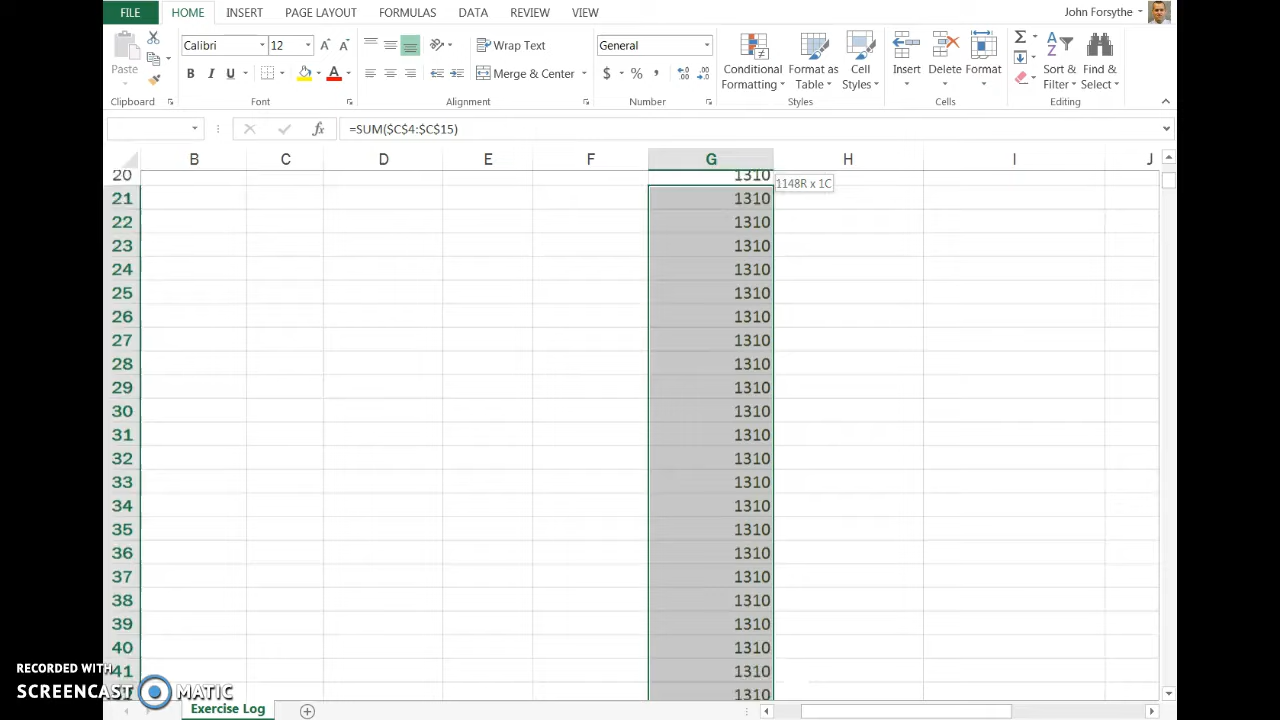 FILE HOME INSERT PAGE LAYOUT FORMULAS DATA REVIEW VIEW John Forsythe
Calibri 12 A A Wrap Text General Conditional Format as Cell Insert Delete Format Sort & Find &
Paste B I U A Merge & Center $ % , Formatting Table Styles Filter Select
Clipboard Font Alignment Number Styles Cells Editing
fx =SUM($C$4:$C$15)
B C D E F G H I J
20 1310 1148R x 1C
21 1310
22 1310
23 1310
24 1310
25 1310
26 1310
27 1310
28 1310
29 1310
30 1310
31 1310
32 1310
33 1310
34 1310
35 1310
36 1310
37 1310
38 1310
39 1310
40 1310
41 1310
1310
RECORDED WITH
SCREENCAST MATIC
Exercise Log